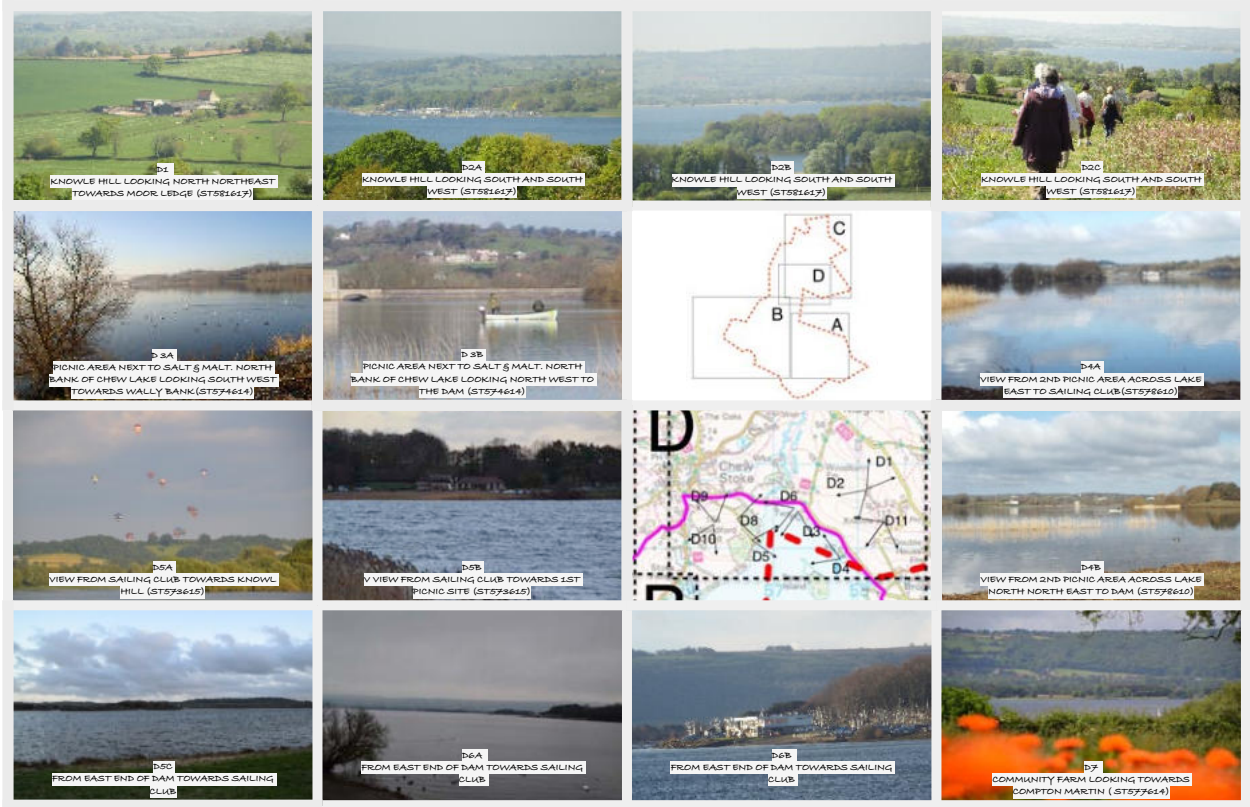 D1
KNOWLE HILL LOOKING NORTH NORTHEAST
TOWARDS MOOR LEDGE (ST581617)
D2A
KNOWLE HILL LOOKING SOUTH AND SOUTH
WEST (ST581617)
D2B
KNOWLE HILL LOOKING SOUTH AND SOUTH
WEST (ST581617)
D2C
KNOWLE HILL LOOKING SOUTH AND SOUTH
WEST (ST581617)
D 3A
PICNIC AREA NEXT TO SALT & MALT. NORTH
BANK OF CHEW LAKE LOOKING SOUTH WEST
TOWARDS WALLY BANK(ST574614)
D 3B
PICNIC AREA NEXT TO SALT & MALT. NORTH
BANK OF CHEW LAKE LOOKING NORTH WEST TO
THE DAM (ST574614)
C
D
B
A
D4A
VIEW FROM 2ND PICNIC AREA ACROSS LAKE
EAST TO SAILING CLUB(ST578610)
D5A
VIEW FROM SAILING CLUB TOWARDS KNOWL
HILL (ST573615)
D5B
V VIEW FROM SAILING CLUB TOWARDS 1ST
PICNIC SITE (ST573615)
D
Chew
Stoke
D1
D2
D9
D6
D8
D3
D11
D10
D5
D4
B
57
D4B
VIEW FROM 2ND PICNIC AREA ACROSS LAKE
NORTH NORTH EAST TO DAM (ST578610)
D5C
FROM EAST END OF DAM TOWARDS SAILING
CLUB
D6A
FROM EAST END OF DAM TOWARDS SAILING
CLUB
D6B
FROM EAST END OF DAM TOWARDS SAILING
CLUB
D7
COMMUNITY FARM LOOKING TOWARDS
COMPTON MARTIN ( ST577614)